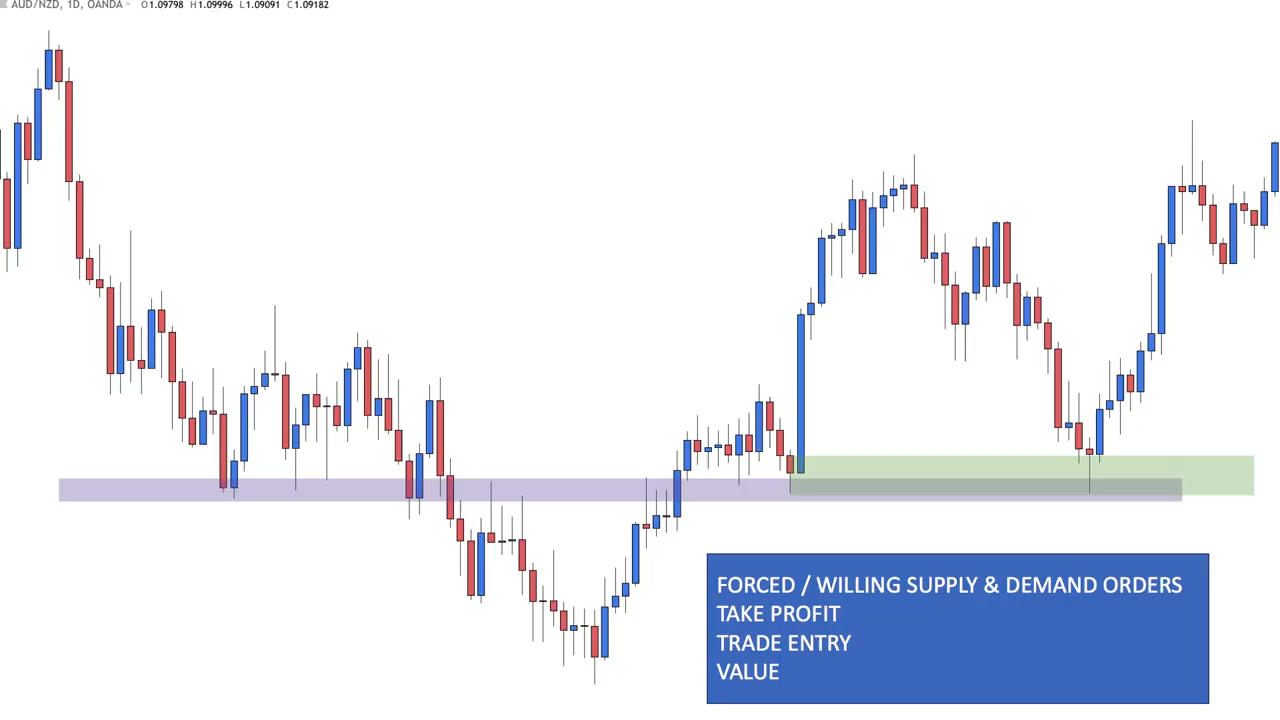 AUD/NZD, 1D, OANDA O1.09798 H1.09996 L1.09091 C1.09182
FORCED / WILLING SUPPLY & DEMAND ORDERS
TAKE PROFIT
TRADE ENTRY
VALUE